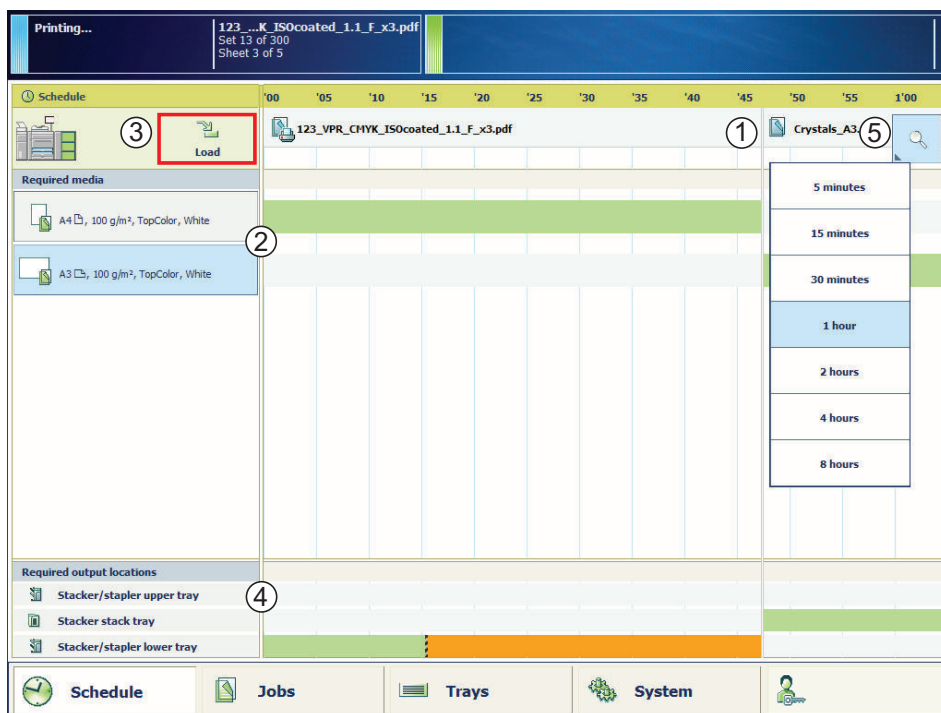 Printing...
123_...K_ISOcoated_1.1_F_x3.pdf
Set 13 of 300
Sheet 3 of 5
Schedule
'00 '05 '10 '15 '20 '25 '30 '35 '40 '45 '50 '55 1'00
3
Load
123_VPR_CMYK_ISOcoated_1.1_F_x3.pdf
1
Crystals_A3.
5
Required media
A4 , 100 g/m², TopColor, White
2
A3 , 100 g/m², TopColor, White
5 minutes
15 minutes
30 minutes
1 hour
2 hours
4 hours
8 hours
Required output locations
Stacker/stapler upper tray
4
Stacker stack tray
Stacker/stapler lower tray
Schedule
Jobs
Trays
System